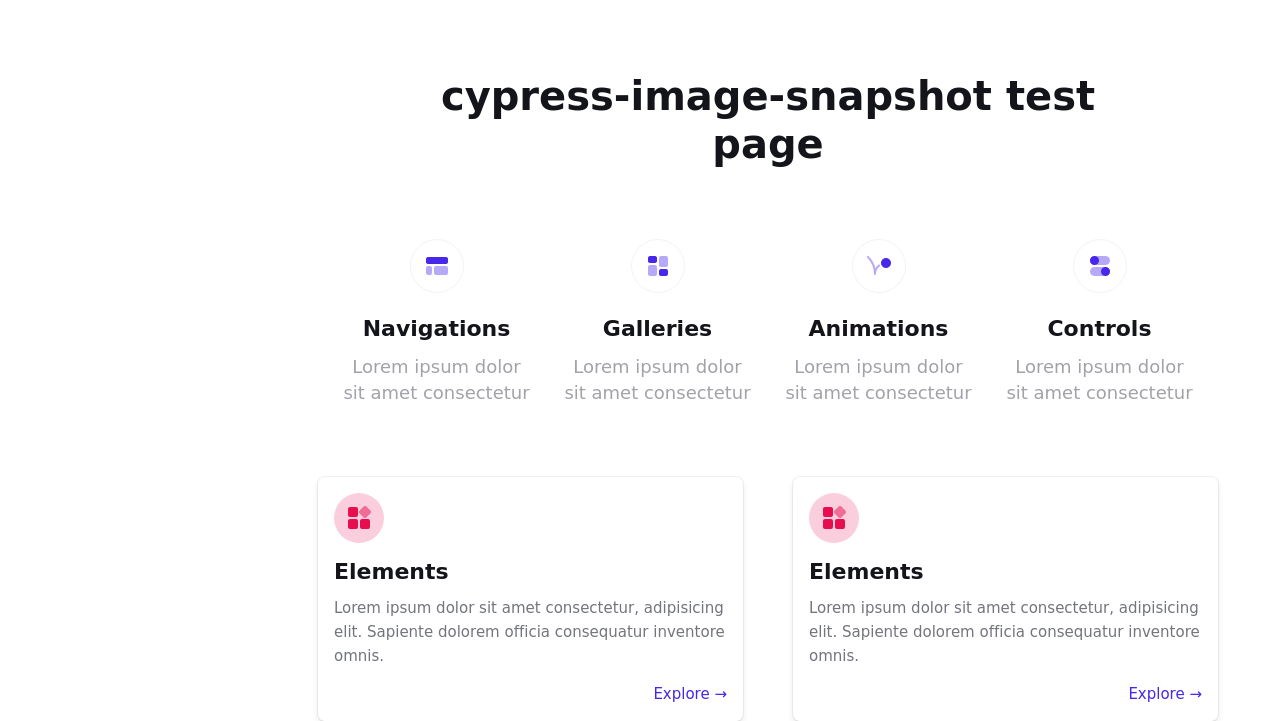 cypress-image-snapshot test
page
Navigations
Lorem ipsum dolor
sit amet consectetur
Galleries
Lorem ipsum dolor
sit amet consectetur
Animations
Lorem ipsum dolor
sit amet consectetur
Controls
Lorem ipsum dolor
sit amet consectetur
Elements
Lorem ipsum dolor sit amet consectetur, adipisicing
elit. Sapiente dolorem officia consequatur inventore
omnis.
Explore →
Elements
Lorem ipsum dolor sit amet consectetur, adipisicing
elit. Sapiente dolorem officia consequatur inventore
omnis.
Explore →